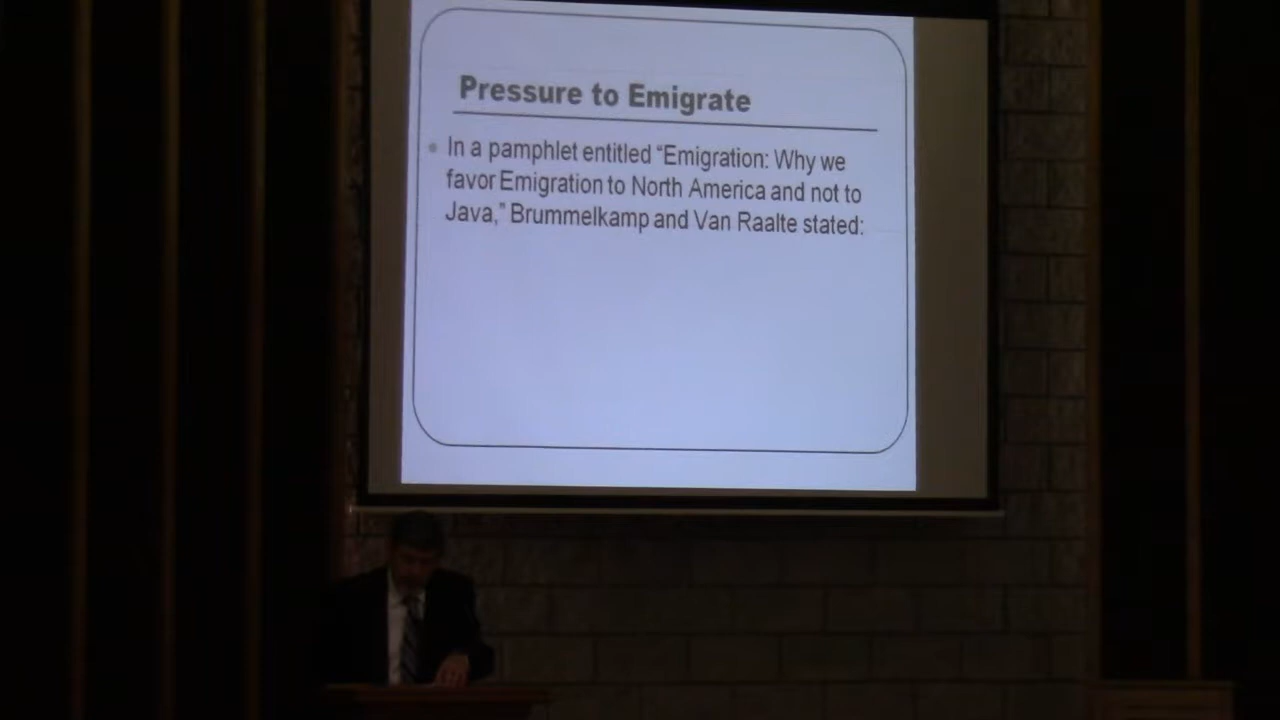 Pressure to Emigrate
In a pamphlet entitled “Emigration: Why we
favor Emigration to North America and not to
Java,” Brummelkamp and Van Raalte stated: